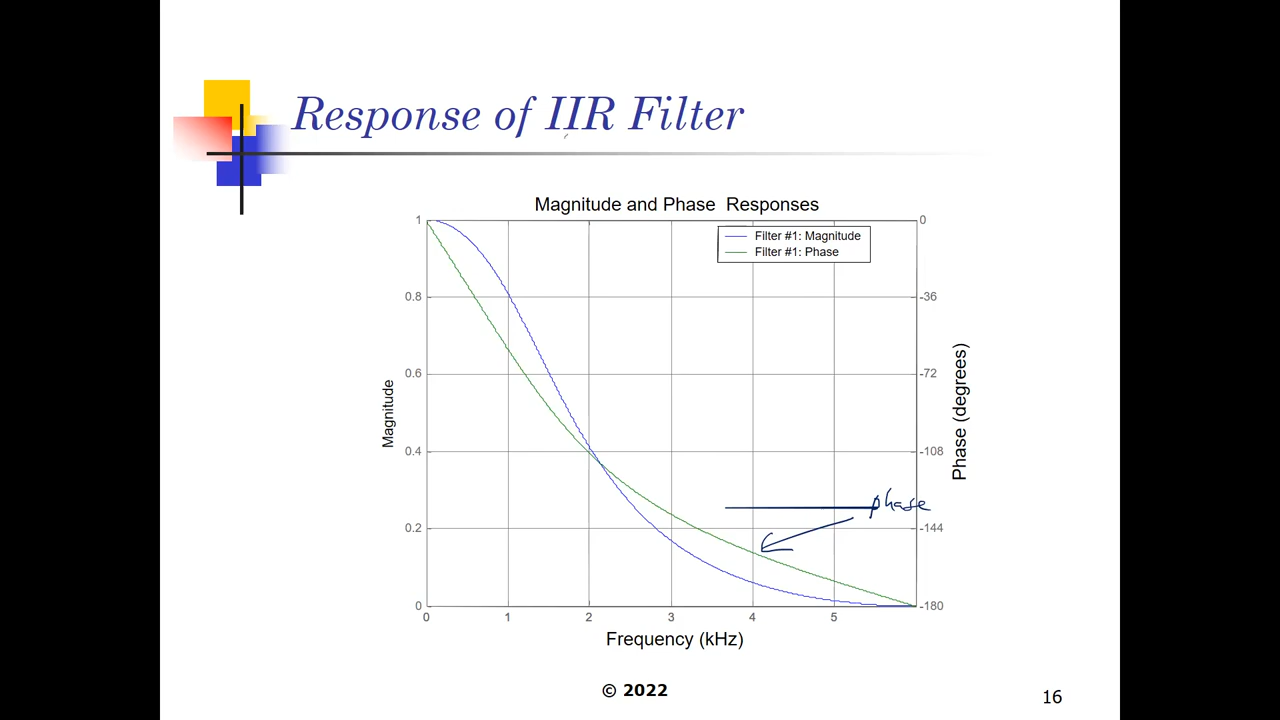 Response of IIR Filter
Magnitude and Phase Responses
Filter #1: Magnitude
Filter #1: Phase
1
0.8
0.6
0.4
0.2
0
Magnitude
0
-36
-72
-108
-144
-180
Phase (degrees)
phase
0 1 2 3 4 5
Frequency (kHz)
© 2022
16